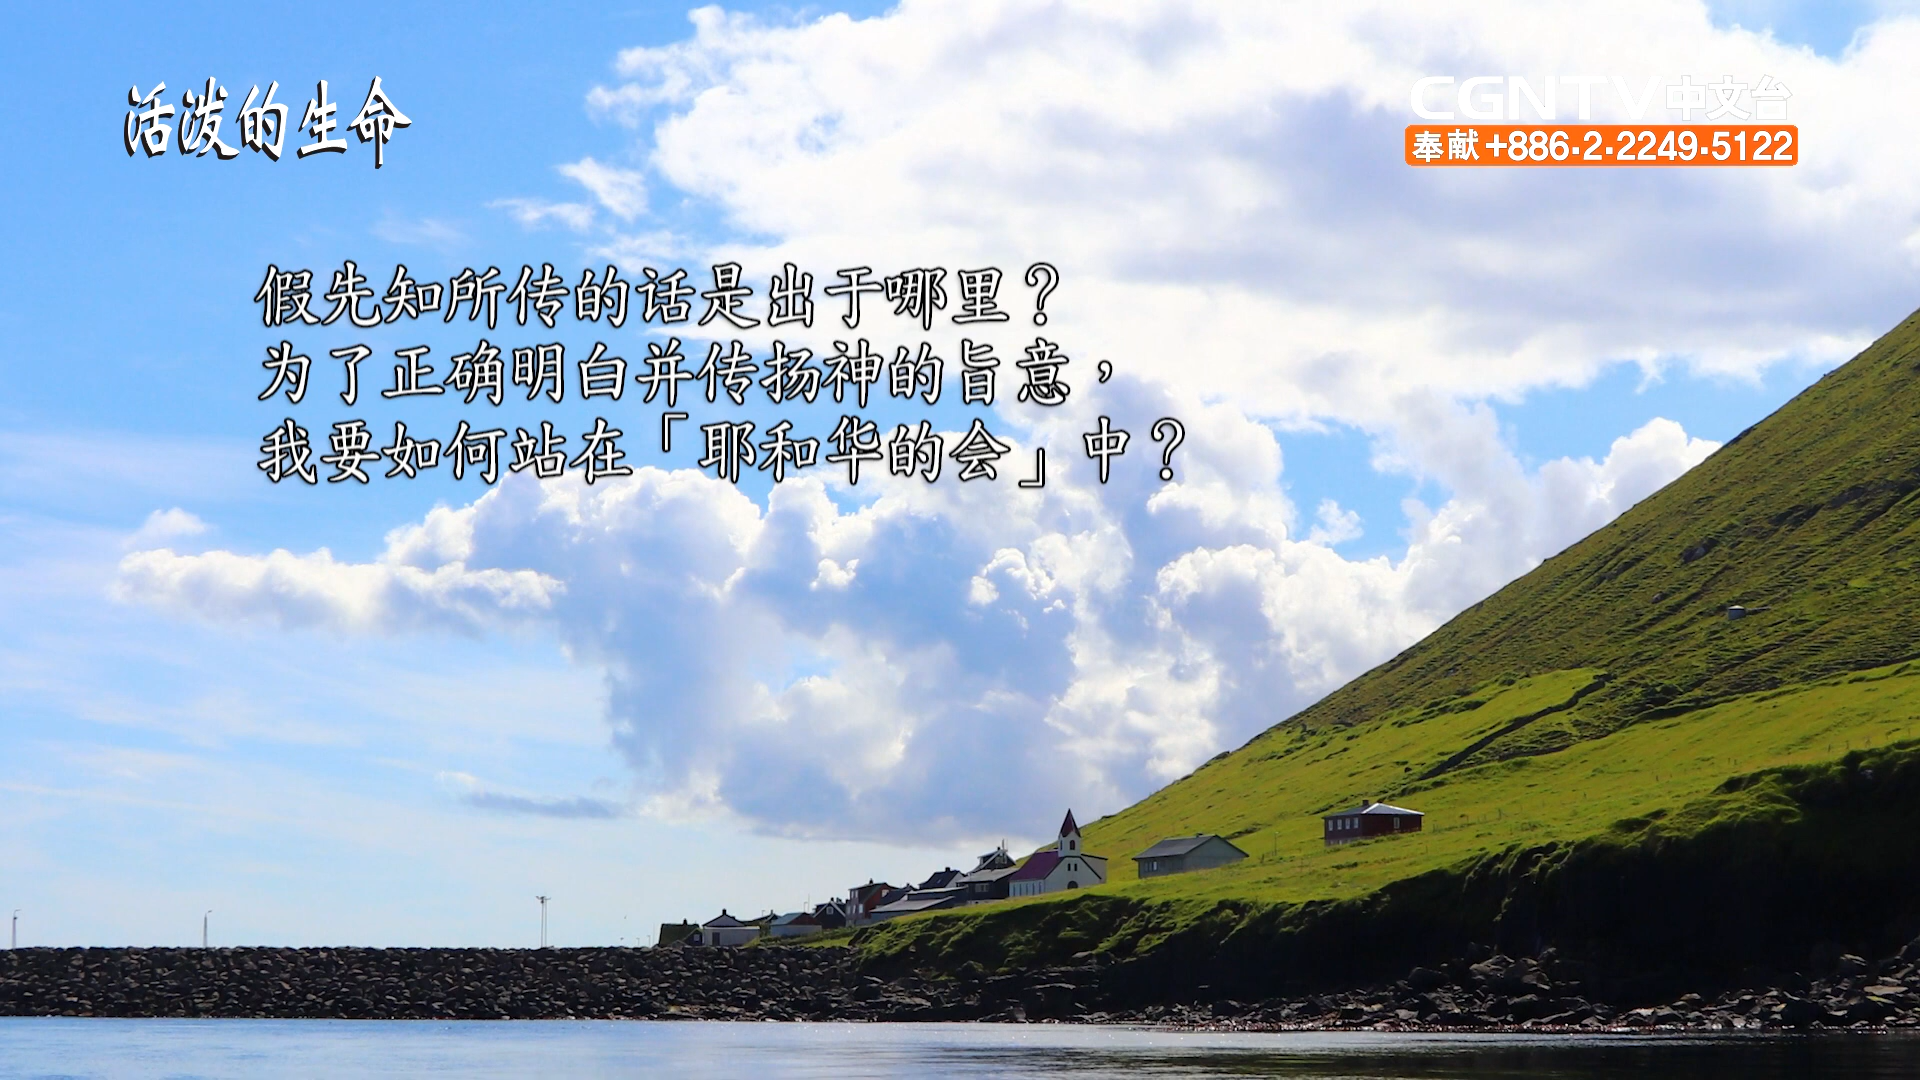 活泼的生命
CGNTV中文台
奉献+886-2-2249-5122
假先知所传的话是出于哪里？
为了正确明白并传扬神的旨意，
我要如何站在「耶和华的会」中？